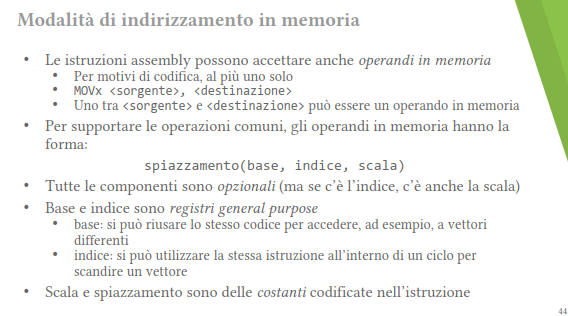 Modalità di indirizzamento in memoria
• Le istruzioni assembly possono accettare anche operandi in memoria
• Per motivi di codifica, al più uno solo
• MOVx <sorgente>, <destinazione>
• Uno tra <sorgente> e <destinazione> può essere un operando in memoria
• Per supportare le operazioni comuni, gli operandi in memoria hanno la
forma:
spiazzamento(base, indice, scala)
• Tutte le componenti sono opzionali (ma se c'è l'indice, c'è anche la scala)
• Base e indice sono registri general purpose
• base: si può riusare lo stesso codice per accedere, ad esempio, a vettori
differenti
• indice: si può utilizzare la stessa istruzione all'interno di un ciclo per
scandire un vettore
• Scala e spiazzamento sono delle costanti codificate nell'istruzione
44